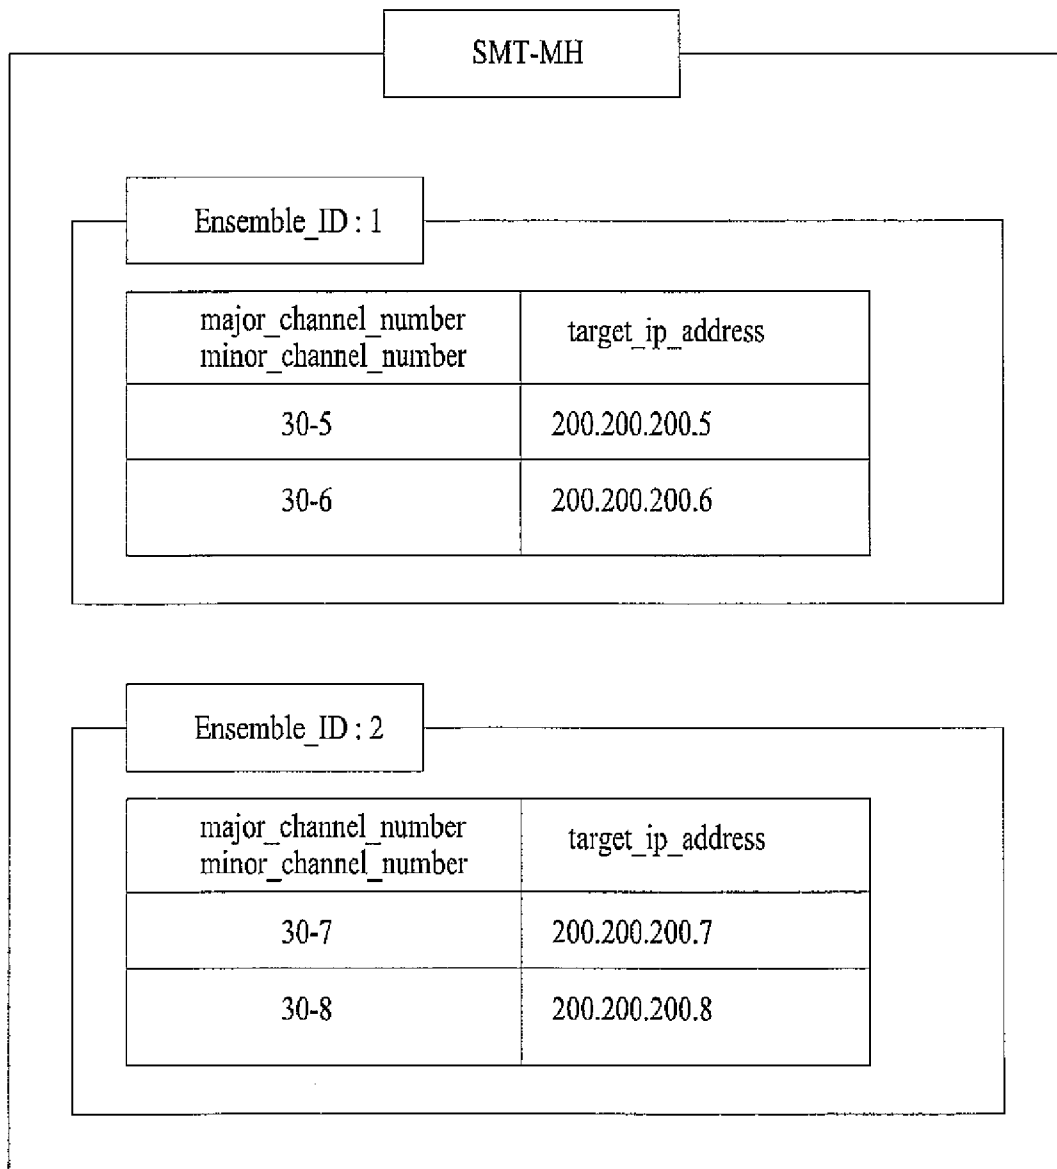 SMT-MH
Ensemble_ID : 1
major_channel_number
minor_channel_number
target_ip_address
30-5
200.200.200.5
30-6
200.200.200.6
Ensemble_ID : 2
major_channel_number
minor_channel_number
target_ip_address
30-7
200.200.200.7
30-8
200.200.200.8